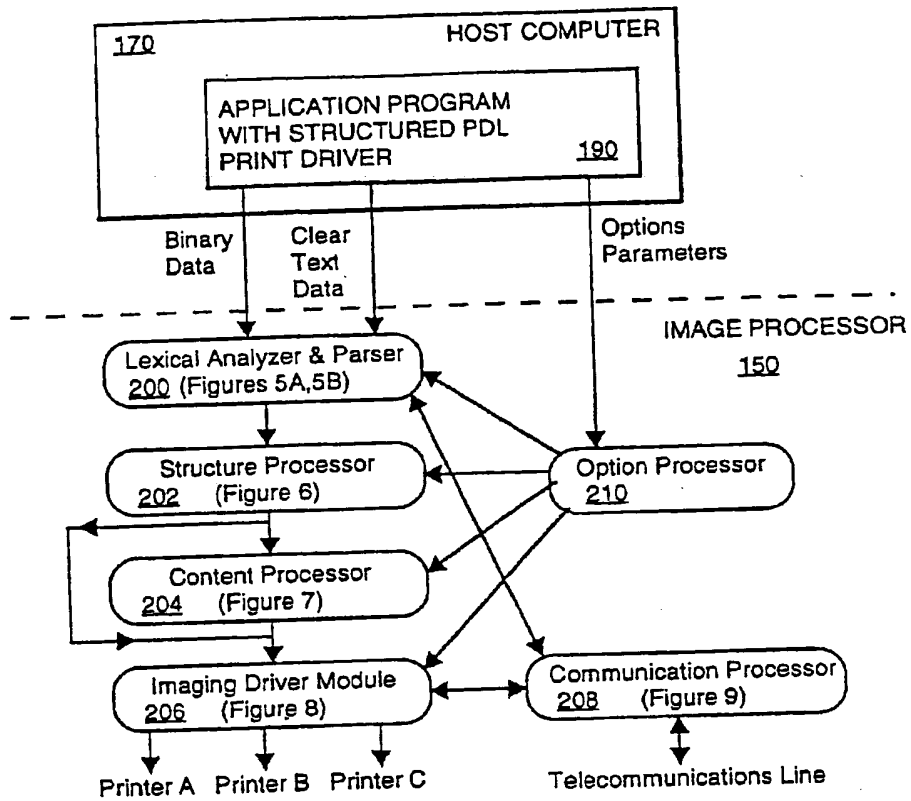 170 HOST COMPUTER
APPLICATION PROGRAM
WITH STRUCTURED PDL
PRINT DRIVER 190
Binary
Data
Clear
Text
Data
Options
Parameters
IMAGE PROCESSOR
150
Lexical Analyzer & Parser
200 (Figures 5A,5B)
Structure Processor
202 (Figure 6)
Option Processor
210
Content Processor
204 (Figure 7)
Imaging Driver Module
206 (Figure 8)
Communication Processor
208 (Figure 9)
Printer A Printer B Printer C
Telecommunications Line